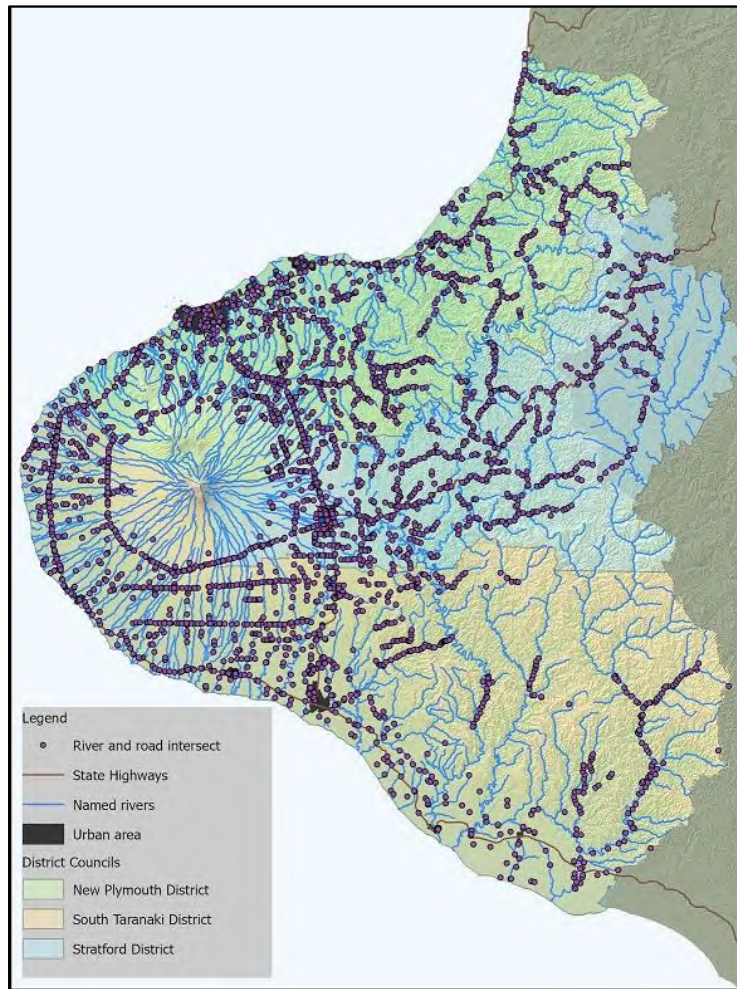 Legend
River and road intersect
State Highways
Named rivers
Urban area
District Councils
New Plymouth District
South Taranaki District
Stratford District